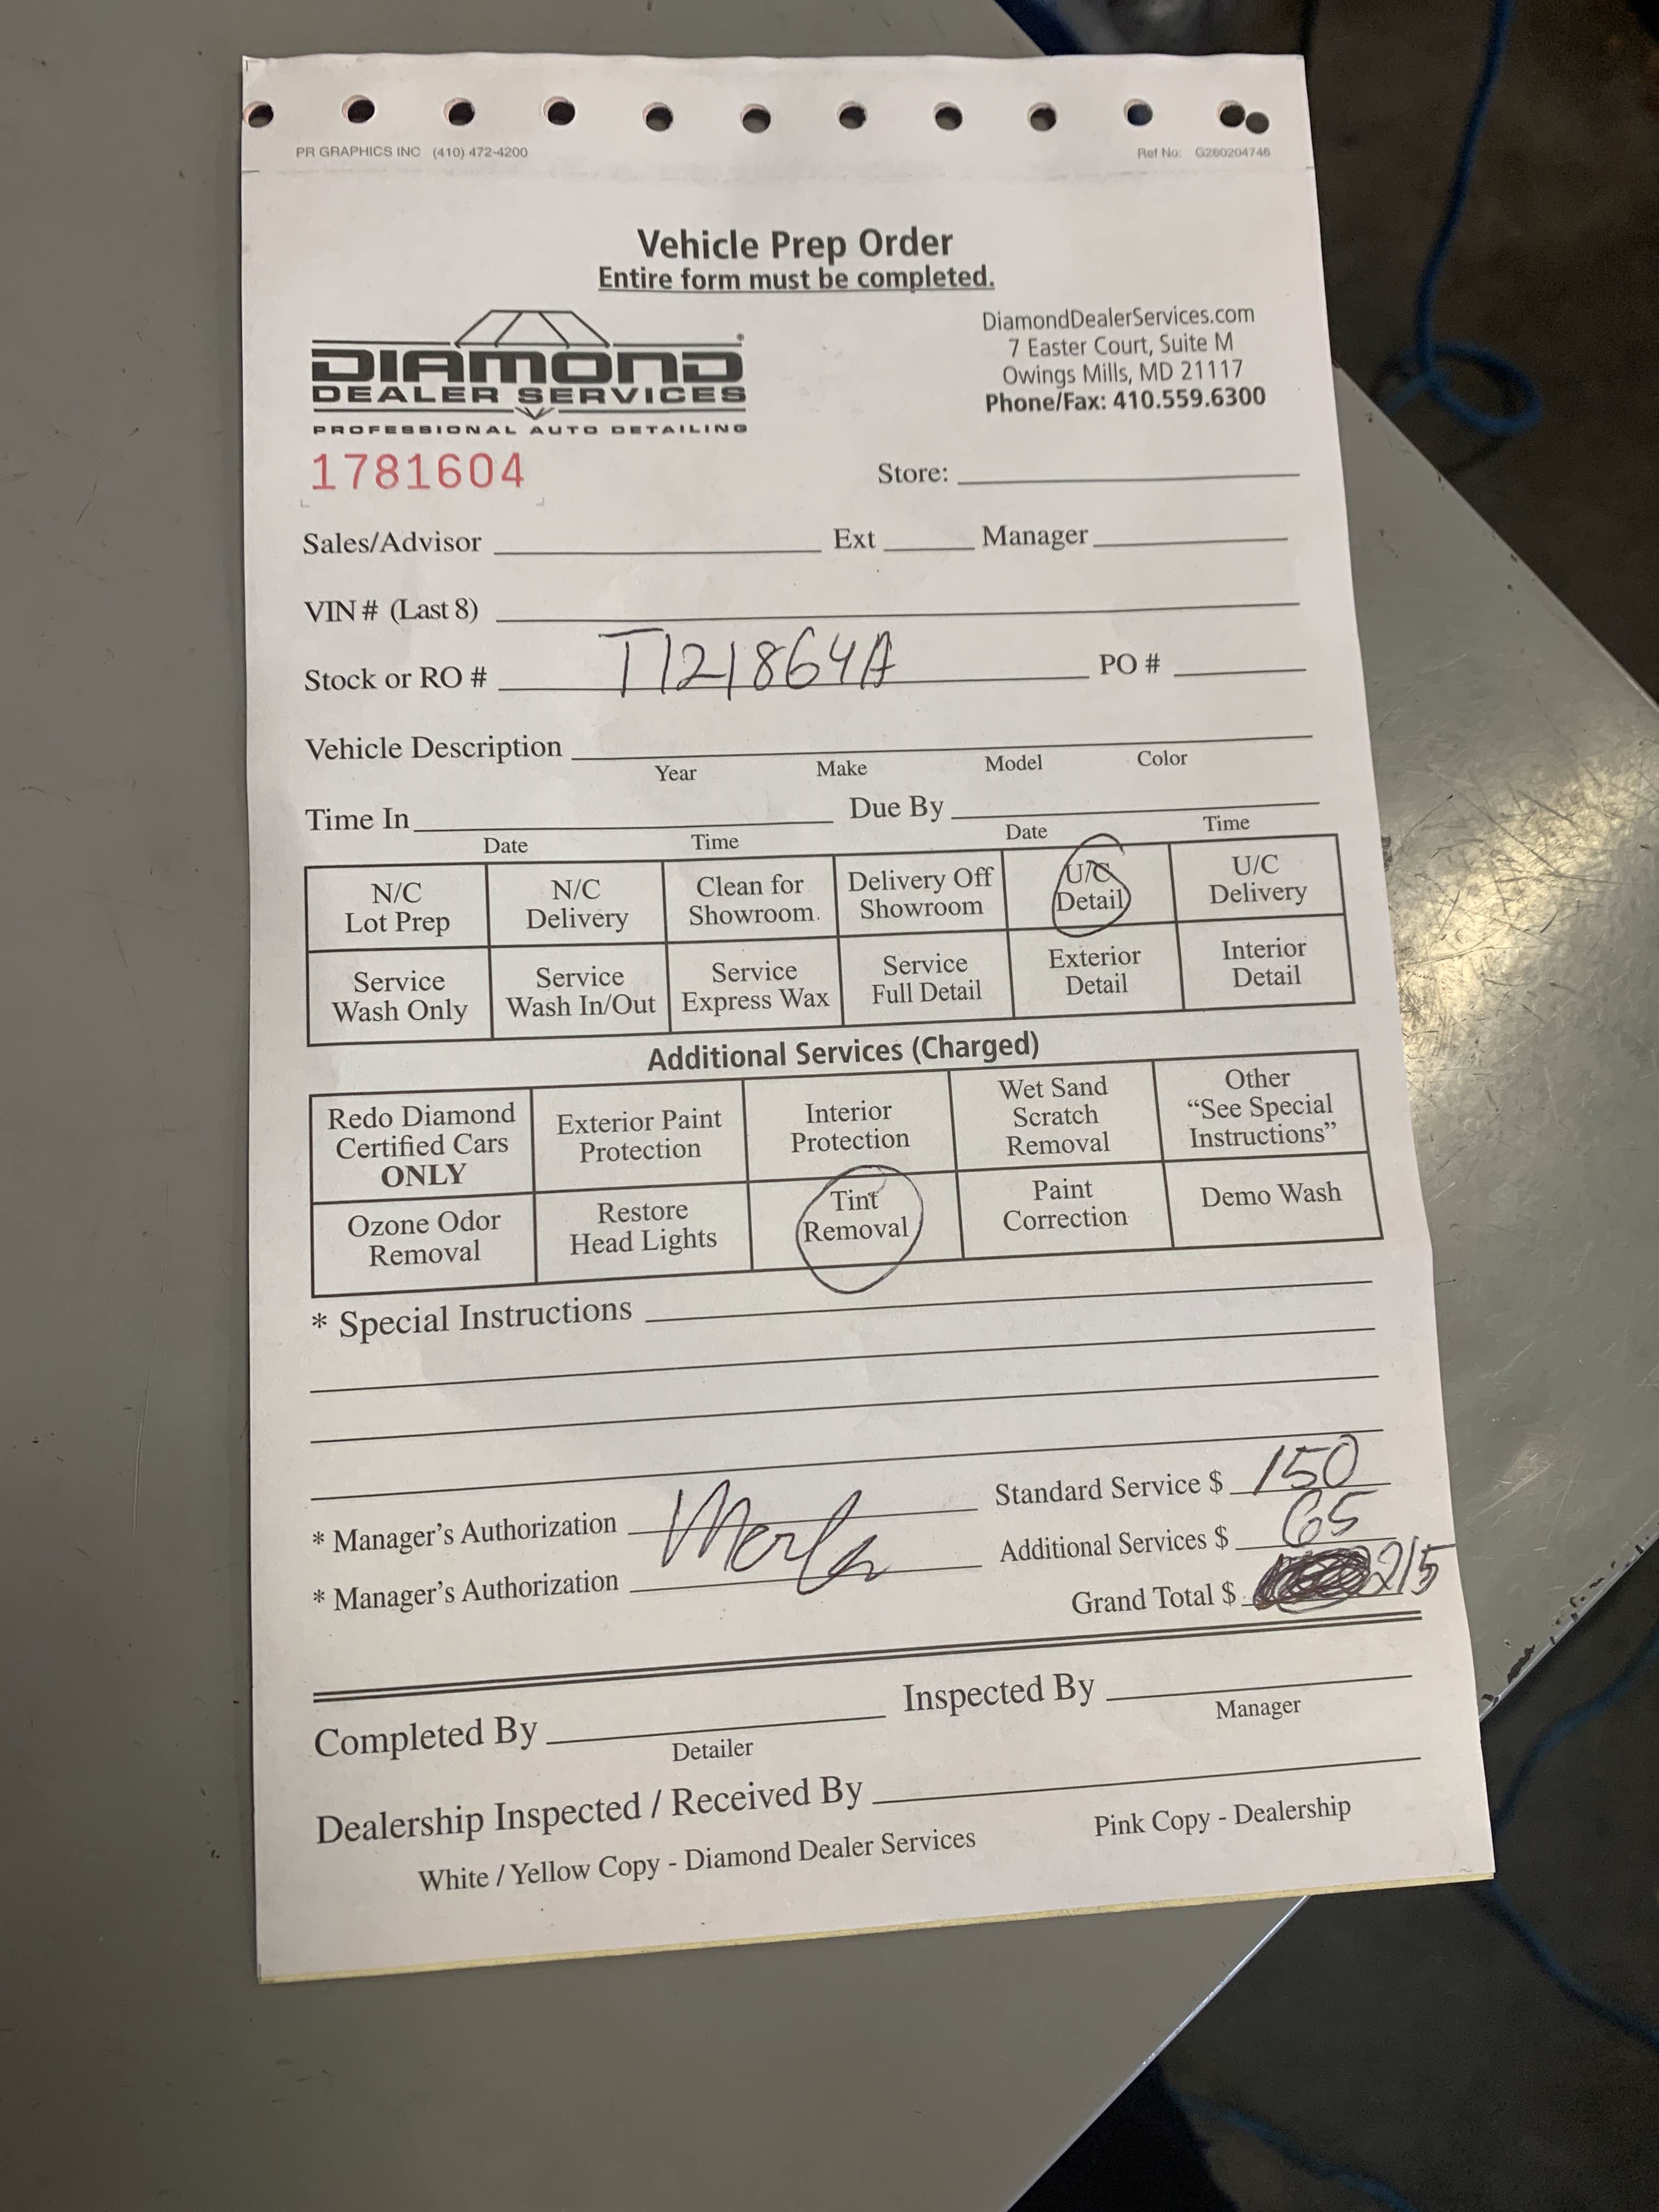 PR GRAPHICS INC (410) 472-4200 Ref No: G260204746
Vehicle Prep Order
Entire form must be completed.
DIAMOND
DEALER SERVICES
PROFESSIONAL AUTO DETAILING
DiamondDealerServices.com
7 Easter Court, Suite M
Owings Mills, MD 21117
Phone/Fax: 410.559.6300
1781604
Store:
Sales/Advisor Ext Manager
VIN # (Last 8)
Stock or RO # T121864A PO #
Vehicle Description
Year Make Model Color
Time In Due By
Date Time Date Time
N/C Lot Prep
N/C Delivery
Clean for Showroom.
Delivery Off Showroom
U/C Detail
U/C Delivery
Service Wash Only
Service Wash In/Out
Service Express Wax
Service Full Detail
Exterior Detail
Interior Detail
Additional Services (Charged)
Redo Diamond Certified Cars ONLY
Exterior Paint Protection
Interior Protection
Wet Sand Scratch Removal
Other “See Special Instructions”
Ozone Odor Removal
Restore Head Lights
Tint Removal
Paint Correction
Demo Wash
* Special Instructions
* Manager’s Authorization Standard Service $ 150
* Manager’s Authorization Additional Services $ 65
Grand Total $ 215
Completed By Inspected By
Detailer Manager
Dealership Inspected / Received By
White / Yellow Copy - Diamond Dealer Services Pink Copy - Dealership